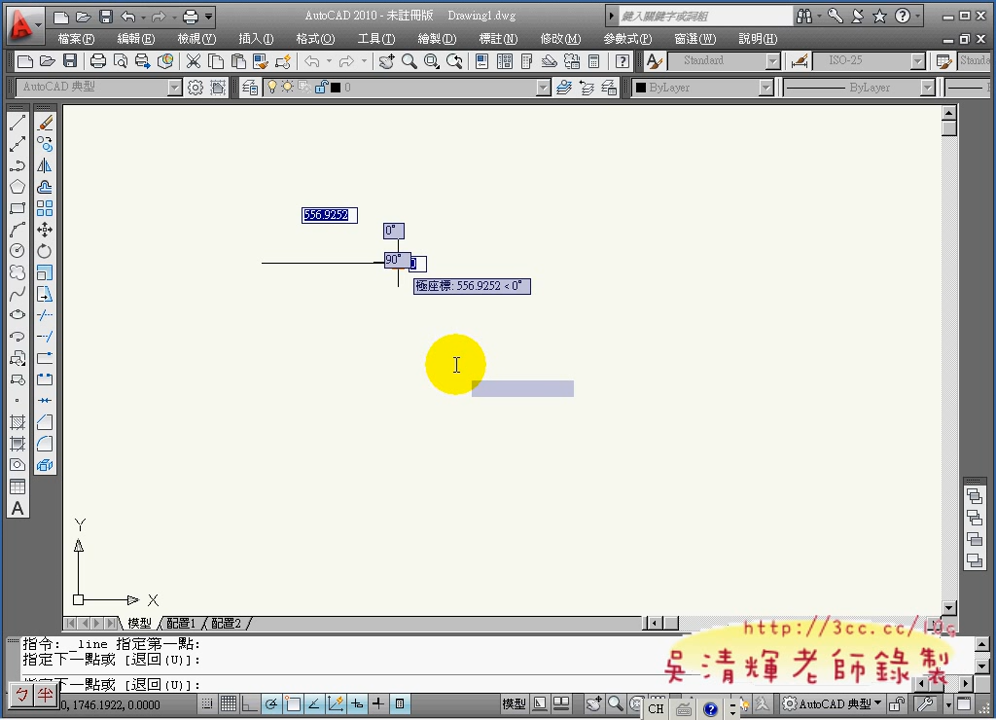 AutoCAD 2010 - 未註冊版 Drawing1.dwg
鍵入關鍵字或詞組
檔案(F) 編輯(E) 檢視(V) 插入(I) 格式(O) 工具(T) 繪製(D) 標註(N) 修改(M) 參數式(P) 窗選(W) 說明(H)
Standard ISO-25 Standa
AutoCAD 典型 0 ByLayer ByLayer
556.9252
0°
90°
極座標: 556.9252 < 0°
A
Y
X
模型 配置1 配置2
指令: _line 指定第一點:
指定下一點或 [退回(U)]:
指定下一點或 [退回(U)]:
http://3cc.cc/10g
吳清輝老師錄製
ㄅ 半 0, 1746.1922, 0.0000 模型 CH AutoCAD 典型